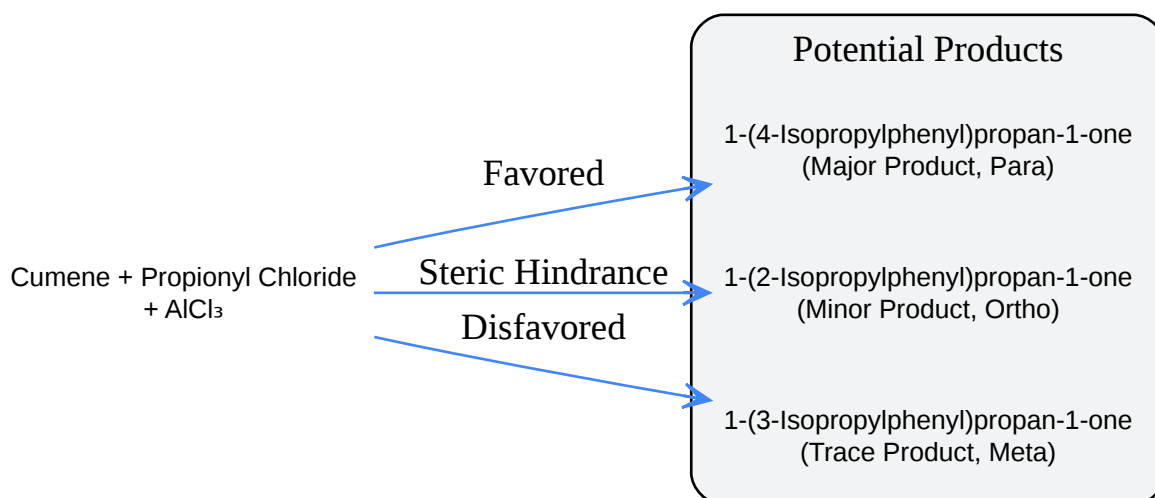 Potential Products
1-(4-Isopropylphenyl)propan-1-one
(Major Product, Para)
Favored
Cumene + Propionyl Chloride
+ AlCl₃
Steric Hindrance
1-(2-Isopropylphenyl)propan-1-one
(Minor Product, Ortho)
Disfavored
1-(3-Isopropylphenyl)propan-1-one
(Trace Product, Meta)